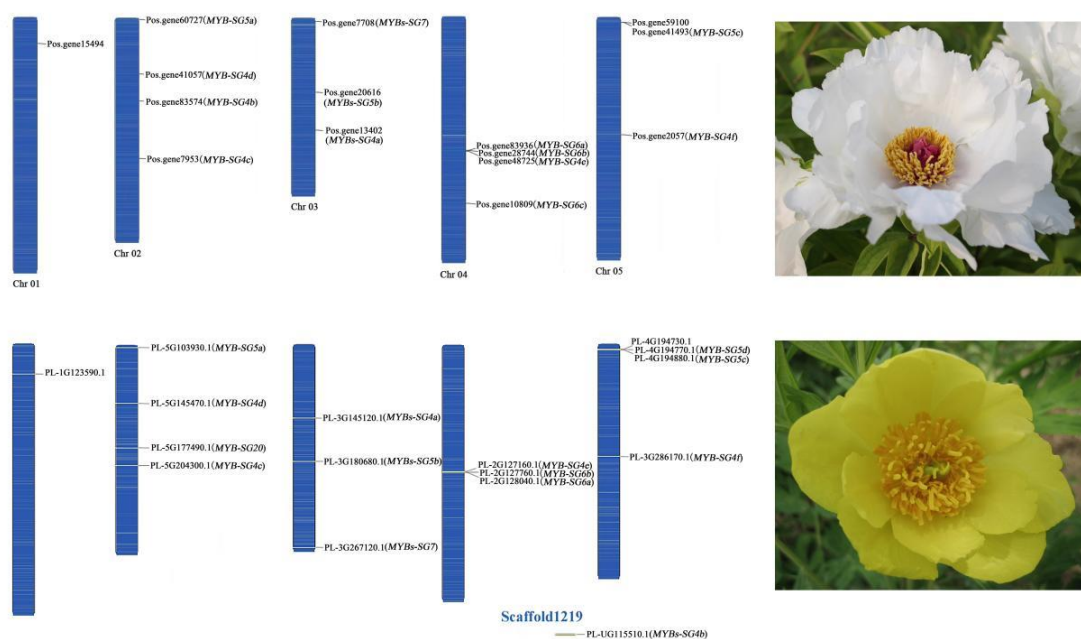 Pos.gene15494
Chr 01
Pos.gene60727(MYB-SG5a)
Pos.gene41057(MYB-SG4d)
Pos.gene83574(MYB-SG4b)
Pos.gene7953(MYB-SG4c)
Chr 02
Pos.gene7708(MYBs-SG7)
Pos.gene20616
(MYBs-SG5b)
Pos.gene13402
(MYBs-SG4a)
Chr 03
Pos.gene83936(MYB-SG6a)
Pos.gene28744(MYB-SG6b)
Pos.gene48725(MYB-SG4e)
Pos.gene10809(MYB-SG6c)
Chr 04
Pos.gene59100
Pos.gene41493(MYB-SG5c)
Pos.gene2057(MYB-SG4f)
Chr 05
PL-1G123590.1
PL-5G103930.1(MYB-SG5a)
PL-5G145470.1(MYB-SG4d)
PL-5G177490.1(MYB-SG20)
PL-5G204300.1(MYB-SG4c)
PL-3G145120.1(MYBs-SG4a)
PL-3G180680.1(MYBs-SG5b)
PL-3G267120.1(MYBs-SG7)
PL-2G127160.1(MYB-SG4e)
PL-2G127760.1(MYB-SG6b)
PL-2G128040.1(MYB-SG6a)
PL-4G194730.1
PL-4G194770.1(MYB-SG5d)
PL-4G194880.1(MYB-SG5c)
PL-3G286170.1(MYB-SG4f)
Scaffold1219
PL-UG115510.1(MYBs-SG4b)